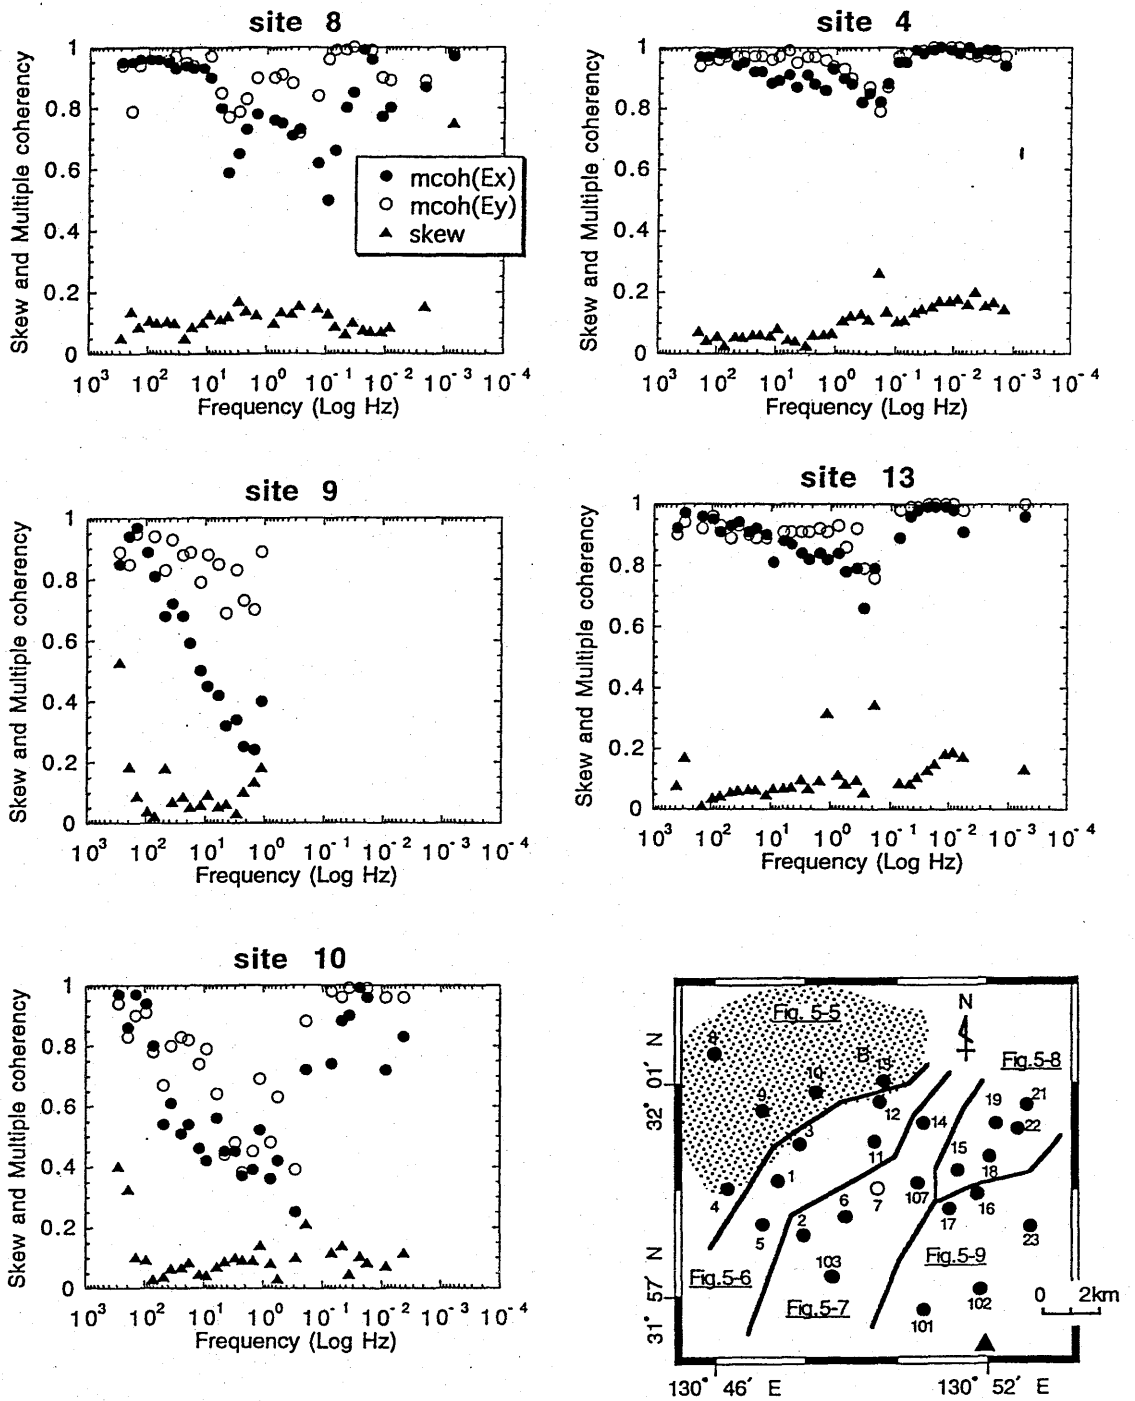 site 8
Skew and Multiple coherency
1
0.8
0.6
0.4
0.2
0
10³ 10² 10¹ 10⁰ 10⁻¹ 10⁻² 10⁻³ 10⁻⁴
Frequency (Log Hz)
mcoh(Ex)
mcoh(Ey)
skew
site 4
Skew and Multiple coherency
1
0.8
0.6
0.4
0.2
0
10³ 10² 10¹ 10⁰ 10⁻¹ 10⁻² 10⁻³ 10⁻⁴
Frequency (Log Hz)
site 9
Skew and Multiple coherency
1
0.8
0.6
0.4
0.2
0
10³ 10² 10¹ 10⁰ 10⁻¹ 10⁻² 10⁻³ 10⁻⁴
Frequency (Log Hz)
site 13
Skew and Multiple coherency
1
0.8
0.6
0.4
0.2
0
10³ 10² 10¹ 10⁰ 10⁻¹ 10⁻² 10⁻³ 10⁻⁴
Frequency (Log Hz)
site 10
Skew and Multiple coherency
1
0.8
0.6
0.4
0.2
0
10³ 10² 10¹ 10⁰ 10⁻¹ 10⁻² 10⁻³ 10⁻⁴
Frequency (Log Hz)
Fig. 5-5
N
8
B
13
Fig.5-8
10
21
9
19
12
14
22
3
11
15
18
1
4
7
107
16
6
17
5
2
23
103
Fig.5-9
Fig.5-6
Fig.5-7
102
101
0 2km
32° 01′ N
31° 57′ N
130° 46′ E
130° 52′ E